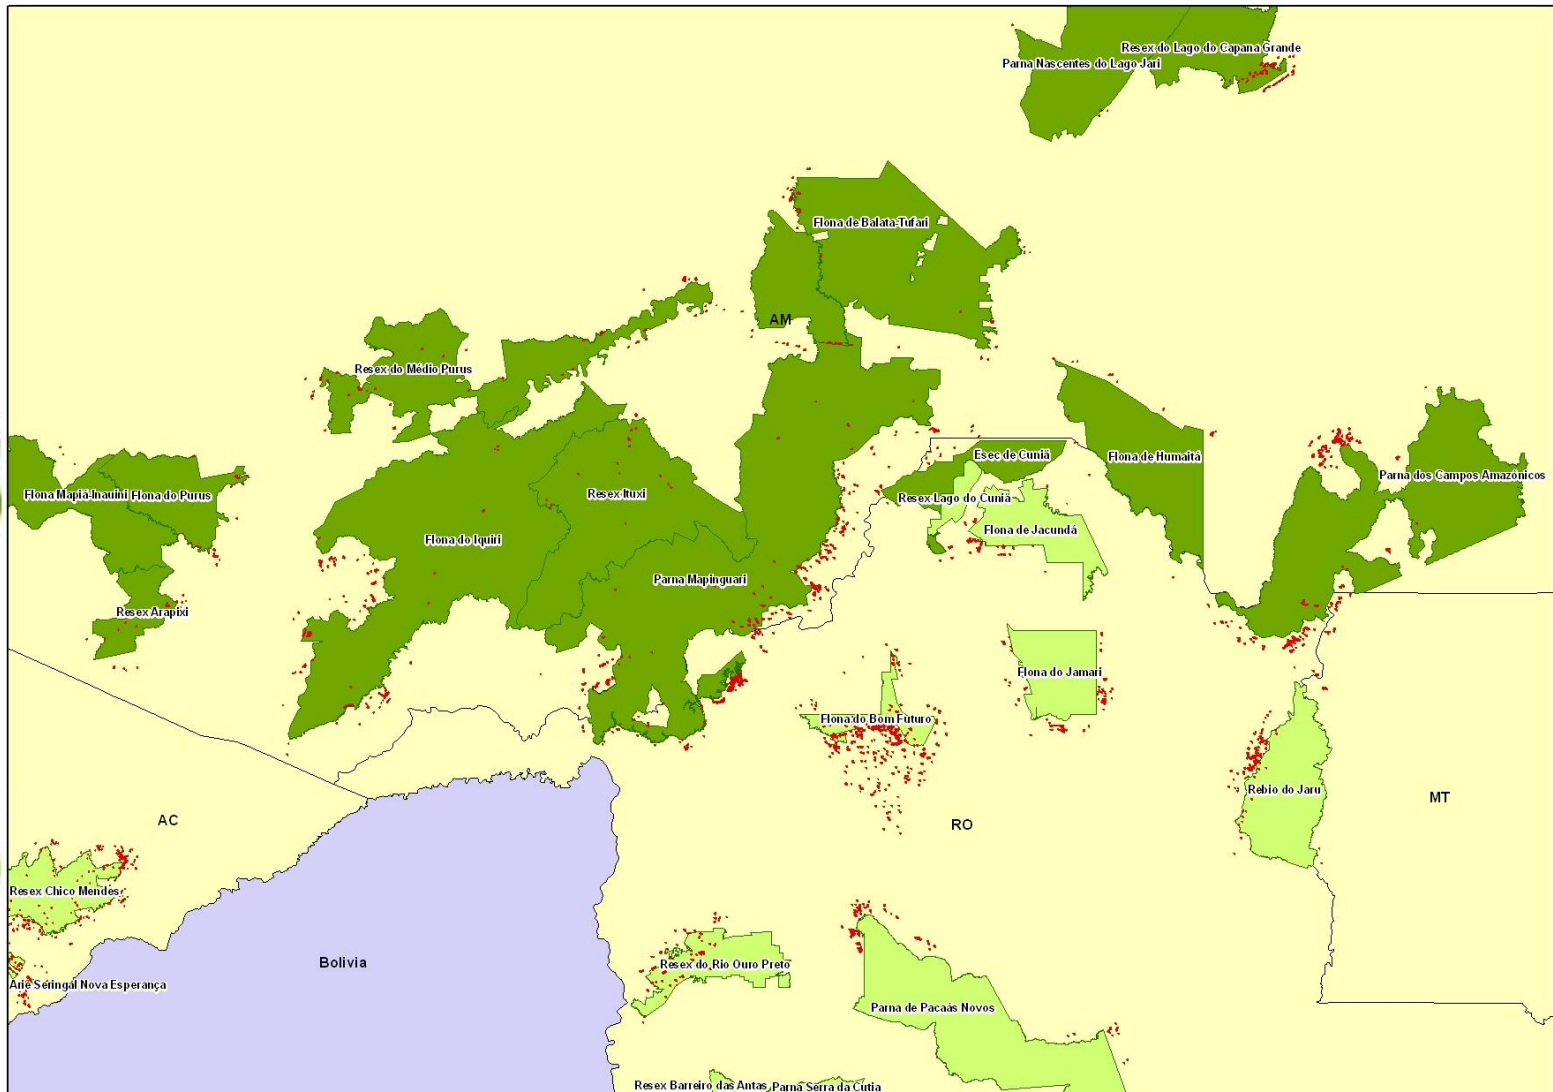 Resex do Lago do Capana Grande
Parna Nascentes do Lago Jari
Flona de Balata-Tufari
AM
Resex do Médio Purus
Esec de Cuniã
Flona de Humaitá
Parna dos Campos Amazônicos
Flona Mapiá-Inauini
Flona do Purus
Resex Ituxi
Resex Lago do Cuniã
Flona de Jacundá
Flona do Iquiri
Parna Mapinguari
Resex Arapixi
Flona do Jamari
Flona do Bom Futuro
Rebio do Jaru
MT
AC
RO
Resex Chico Mendes
Bolivia
Resex do Rio Ouro Preto
Arie Seringal Nova Esperança
Parna de Pacaás Novos
Resex Barreiro das Antas
Parna Serra da Cutia